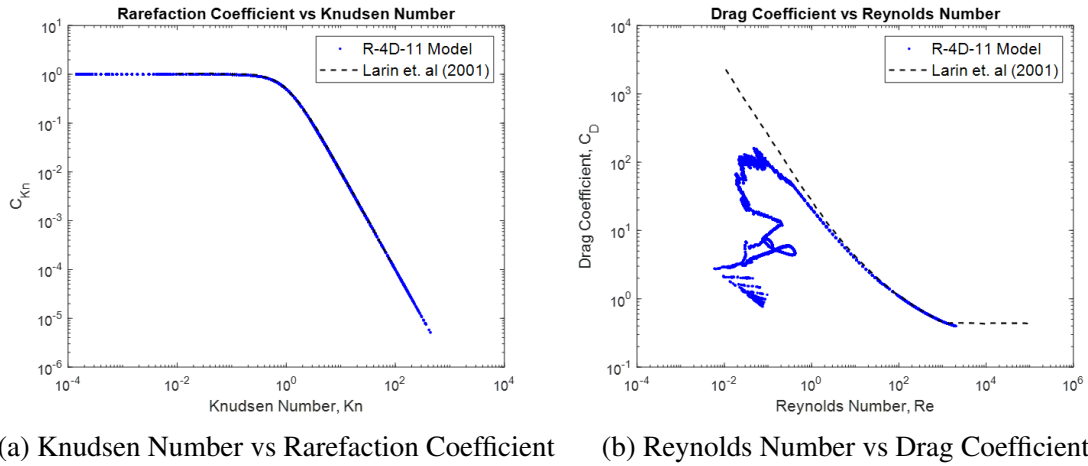 Rarefaction Coefficient vs Knudsen Number
R-4D-11 Model
Larin et. al (2001)
10^1
10^0
10^-1
10^-2
10^-3
10^-4
10^-5
10^-6
C_Kn
10^-4
10^-2
10^0
10^2
10^4
Knudsen Number, Kn
(a) Knudsen Number vs Rarefaction Coefficient
Drag Coefficient vs Reynolds Number
R-4D-11 Model
Larin et. al (2001)
10^4
10^3
10^2
10^1
10^0
10^-1
Drag Coefficient, C_D
10^-4
10^-2
10^0
10^2
10^4
10^6
Reynolds Number, Re
(b) Reynolds Number vs Drag Coefficient